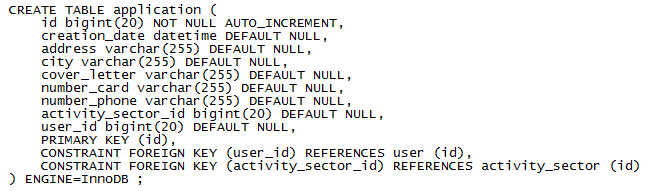 CREATE TABLE application (
    id bigint(20) NOT NULL AUTO_INCREMENT,
    creation_date datetime DEFAULT NULL,
    address varchar(255) DEFAULT NULL,
    city varchar(255) DEFAULT NULL,
    cover_letter varchar(255) DEFAULT NULL,
    number_card varchar(255) DEFAULT NULL,
    number_phone varchar(255) DEFAULT NULL,
    activity_sector_id bigint(20) DEFAULT NULL,
    user_id bigint(20) DEFAULT NULL,
    PRIMARY KEY (id),
    CONSTRAINT FOREIGN KEY (user_id) REFERENCES user (id),
    CONSTRAINT FOREIGN KEY (activity_sector_id) REFERENCES activity_sector (id)
) ENGINE=InnoDB ;